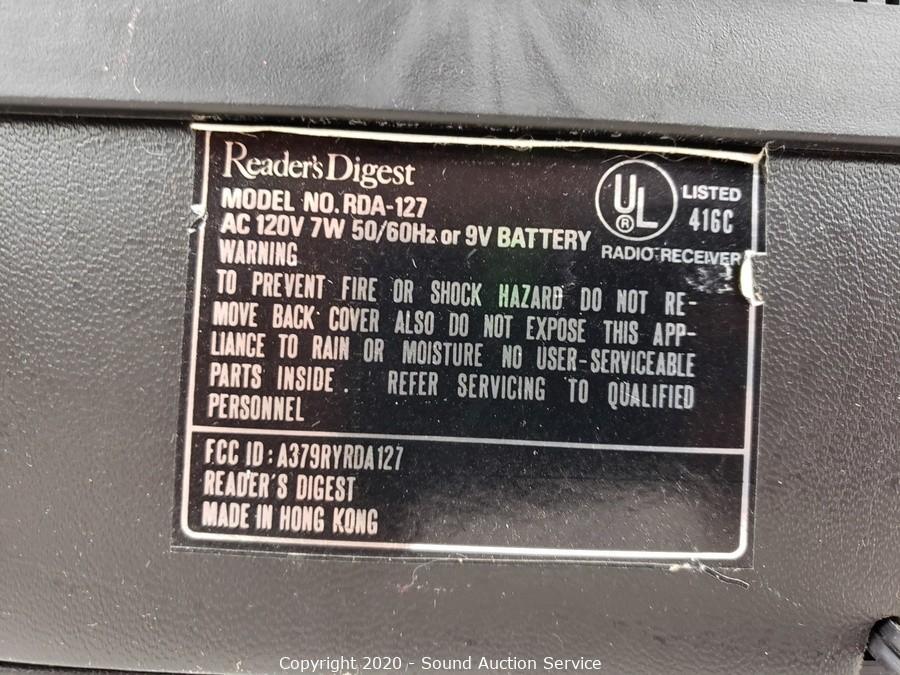 Reader's Digest
MODEL NO. RDA-127
AC 120V 7W 50/60Hz or 9V BATTERY
UL
®
LISTED
416C
RADIO RECEIVER
WARNING
TO PREVENT FIRE OR SHOCK HAZARD DO NOT RE-
MOVE BACK COVER ALSO DO NOT EXPOSE THIS APP-
LIANCE TO RAIN OR MOISTURE NO USER-SERVICEABLE
PARTS INSIDE. REFER SERVICING TO QUALIFIED
PERSONNEL
FCC ID: A379RYRDA127
READER'S DIGEST
MADE IN HONG KONG
Copyright 2020 - Sound Auction Service